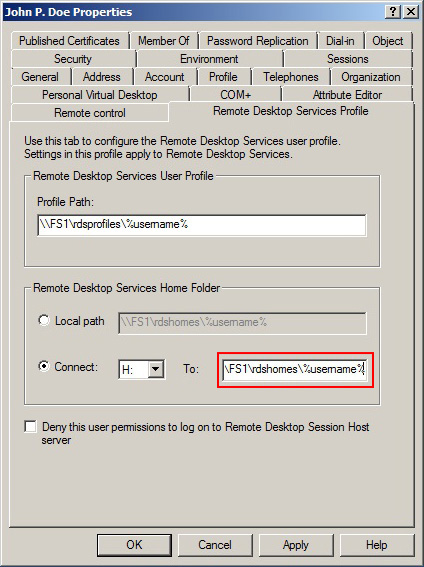 John P. Doe Properties
Published Certificates Member Of Password Replication Dial-in Object
Security Environment Sessions
General Address Account Profile Telephones Organization
Personal Virtual Desktop COM+ Attribute Editor
Remote control Remote Desktop Services Profile
Use this tab to configure the Remote Desktop Services user profile.
Settings in this profile apply to Remote Desktop Services.
Remote Desktop Services User Profile
Profile Path:
\\FS1\rdsprofiles\%username%
Remote Desktop Services Home Folder
Local path \\FS1\rdshomes\%username%
Connect: H: To: \FS1\rdshomes\%username%
Deny this user permissions to log on to Remote Desktop Session Host
server
OK Cancel Apply Help